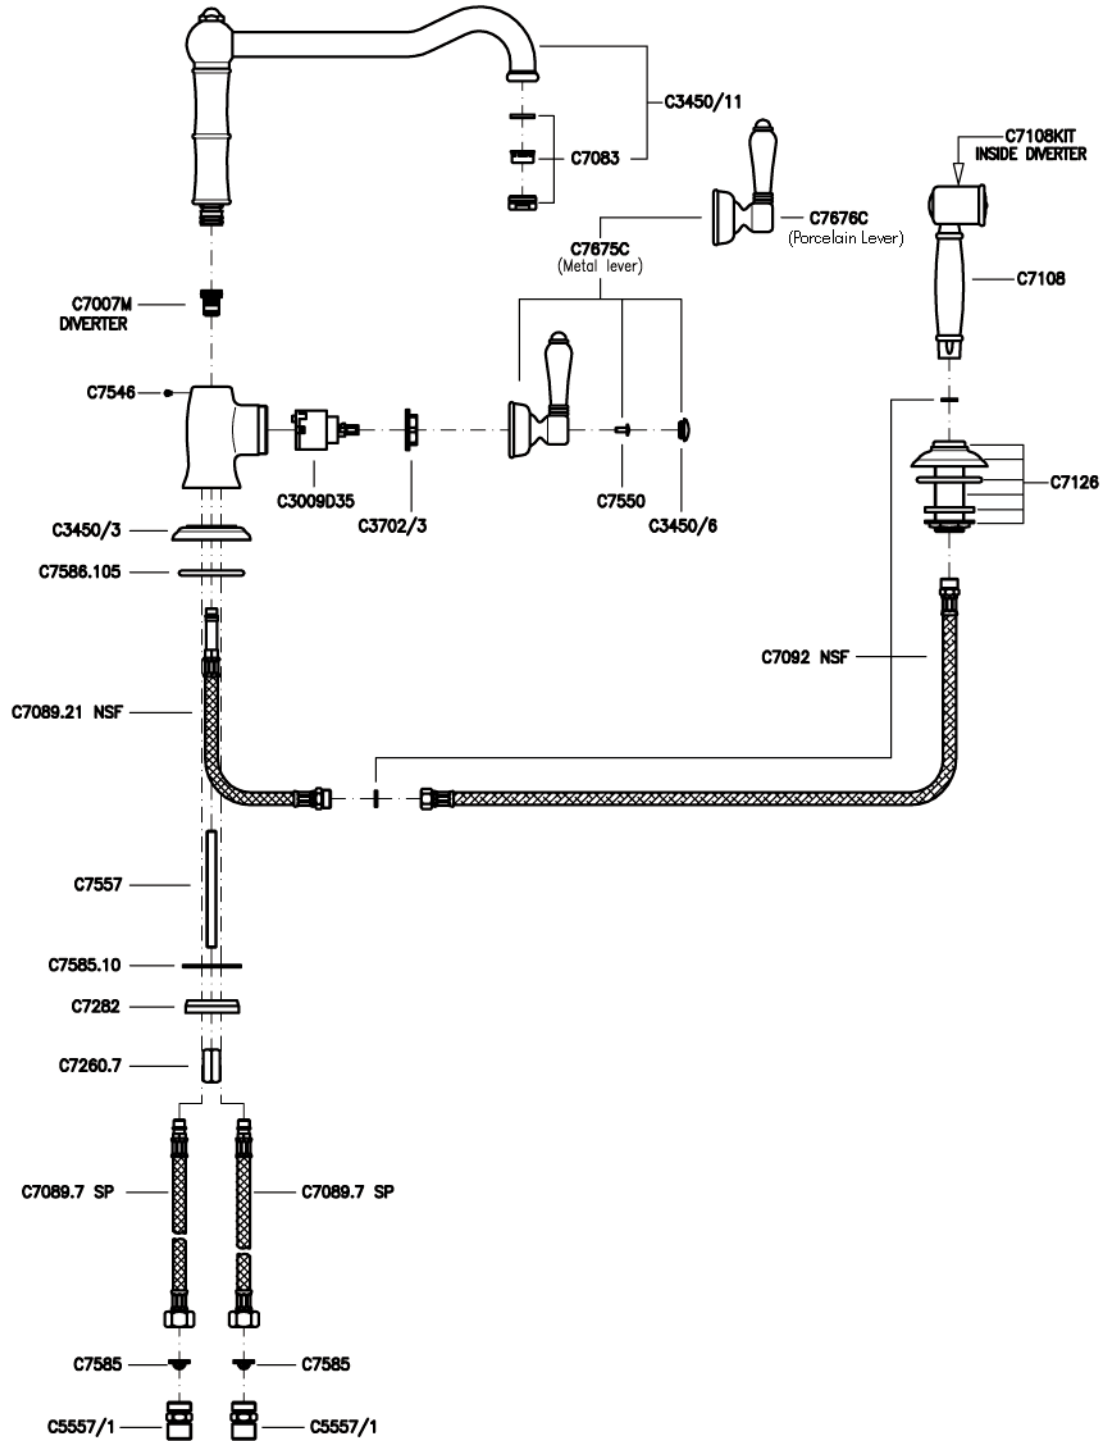 C3450/11
C7108KIT
INSIDE DIVERTER
C7083
C7676C
(Porcelain Lever)
C7675C
(Metal lever)
C7108
C7007M
DIVERTER
C7546
C7126
C3009D35
C7550
C3702/3
C3450/6
C3450/3
C7586.105
C7092 NSF
C7089.21 NSF
C7557
C7585.10
C7282
C7260.7
C7089.7 SP
C7089.7 SP
C7585
C7585
C5557/1
C5557/1